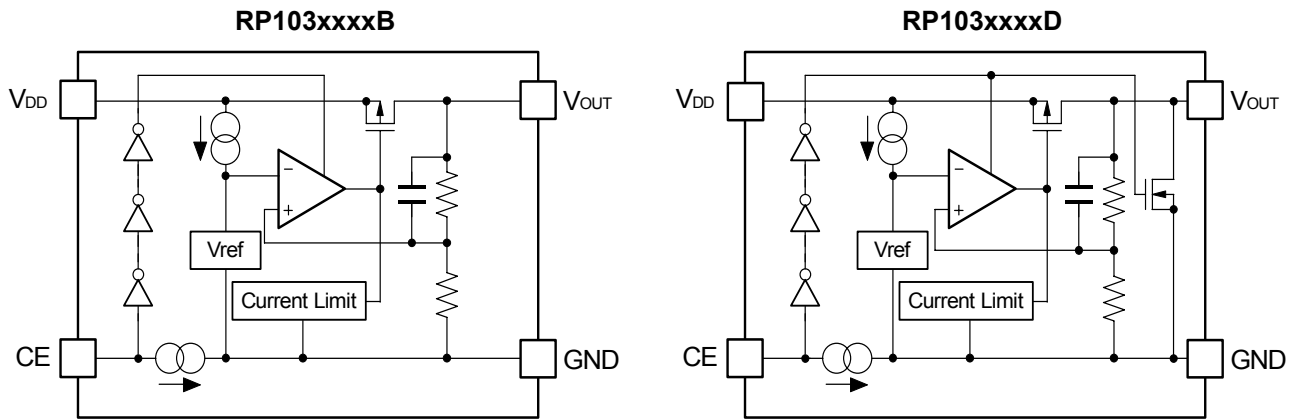 RP103xxxxB
VDD
VOUT
−
+
Vref
Current Limit
CE
GND
RP103xxxxD
VDD
VOUT
−
+
Vref
Current Limit
CE
GND